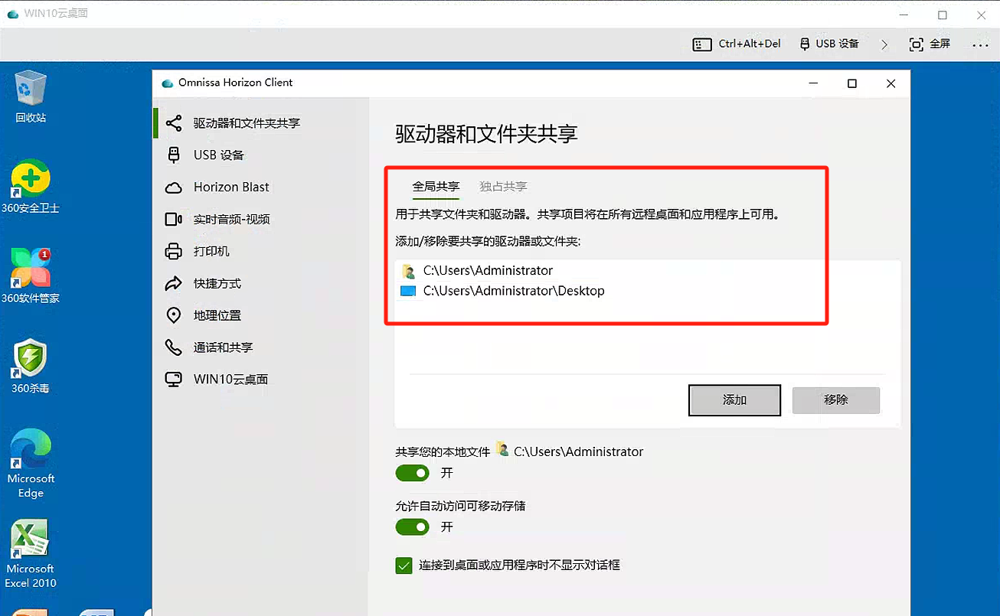 WIN10云桌面
Ctrl+Alt+Del
USB 设备
全屏
回收站
360安全卫士
1
360软件管家
360杀毒
Microsoft
Edge
Microsoft
Excel 2010
Omnissa Horizon Client
驱动器和文件夹共享
USB 设备
Horizon Blast
实时音频-视频
打印机
快捷方式
地理位置
通话和共享
WIN10云桌面
驱动器和文件夹共享
全局共享 独占共享
用于共享文件夹和驱动器。共享项目将在所有远程桌面和应用程序上可用。
添加/移除要共享的驱动器或文件夹:
C:\Users\Administrator
C:\Users\Administrator\Desktop
添加 移除
共享您的本地文件 C:\Users\Administrator
开
允许自动访问可移动存储
开
连接到桌面或应用程序时不显示对话框